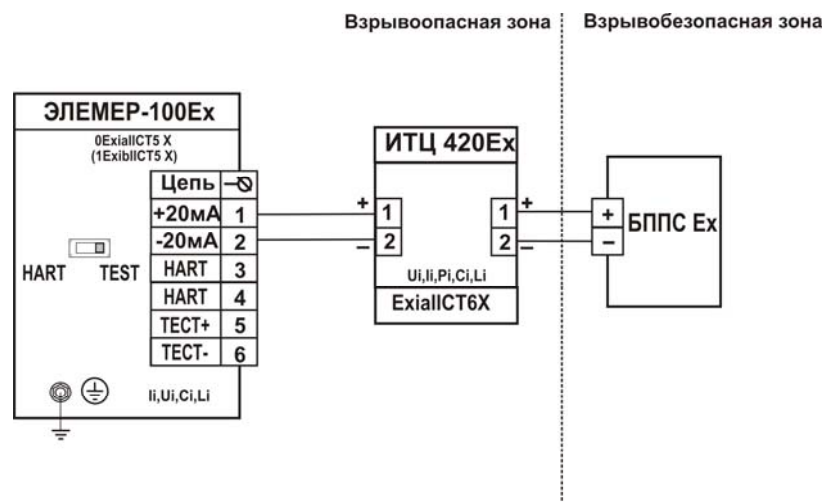 Взрывоопасная зона
Взрывобезопасная зона
ЭЛЕМЕР-100Ex
0ExiaIICT5 X
(1ExibIICT5 X)
Цепь
+20мА 1
-20мА 2
HART 3
HART 4
ТЕСТ+ 5
ТЕСТ- 6
HART TEST
Ii,Ui,Ci,Li
ИТЦ 420Ex
+ 1 1 +
– 2 2 –
Ui,Ii,Pi,Ci,Li
ExiaIICT6X
+
–
БППС Ex